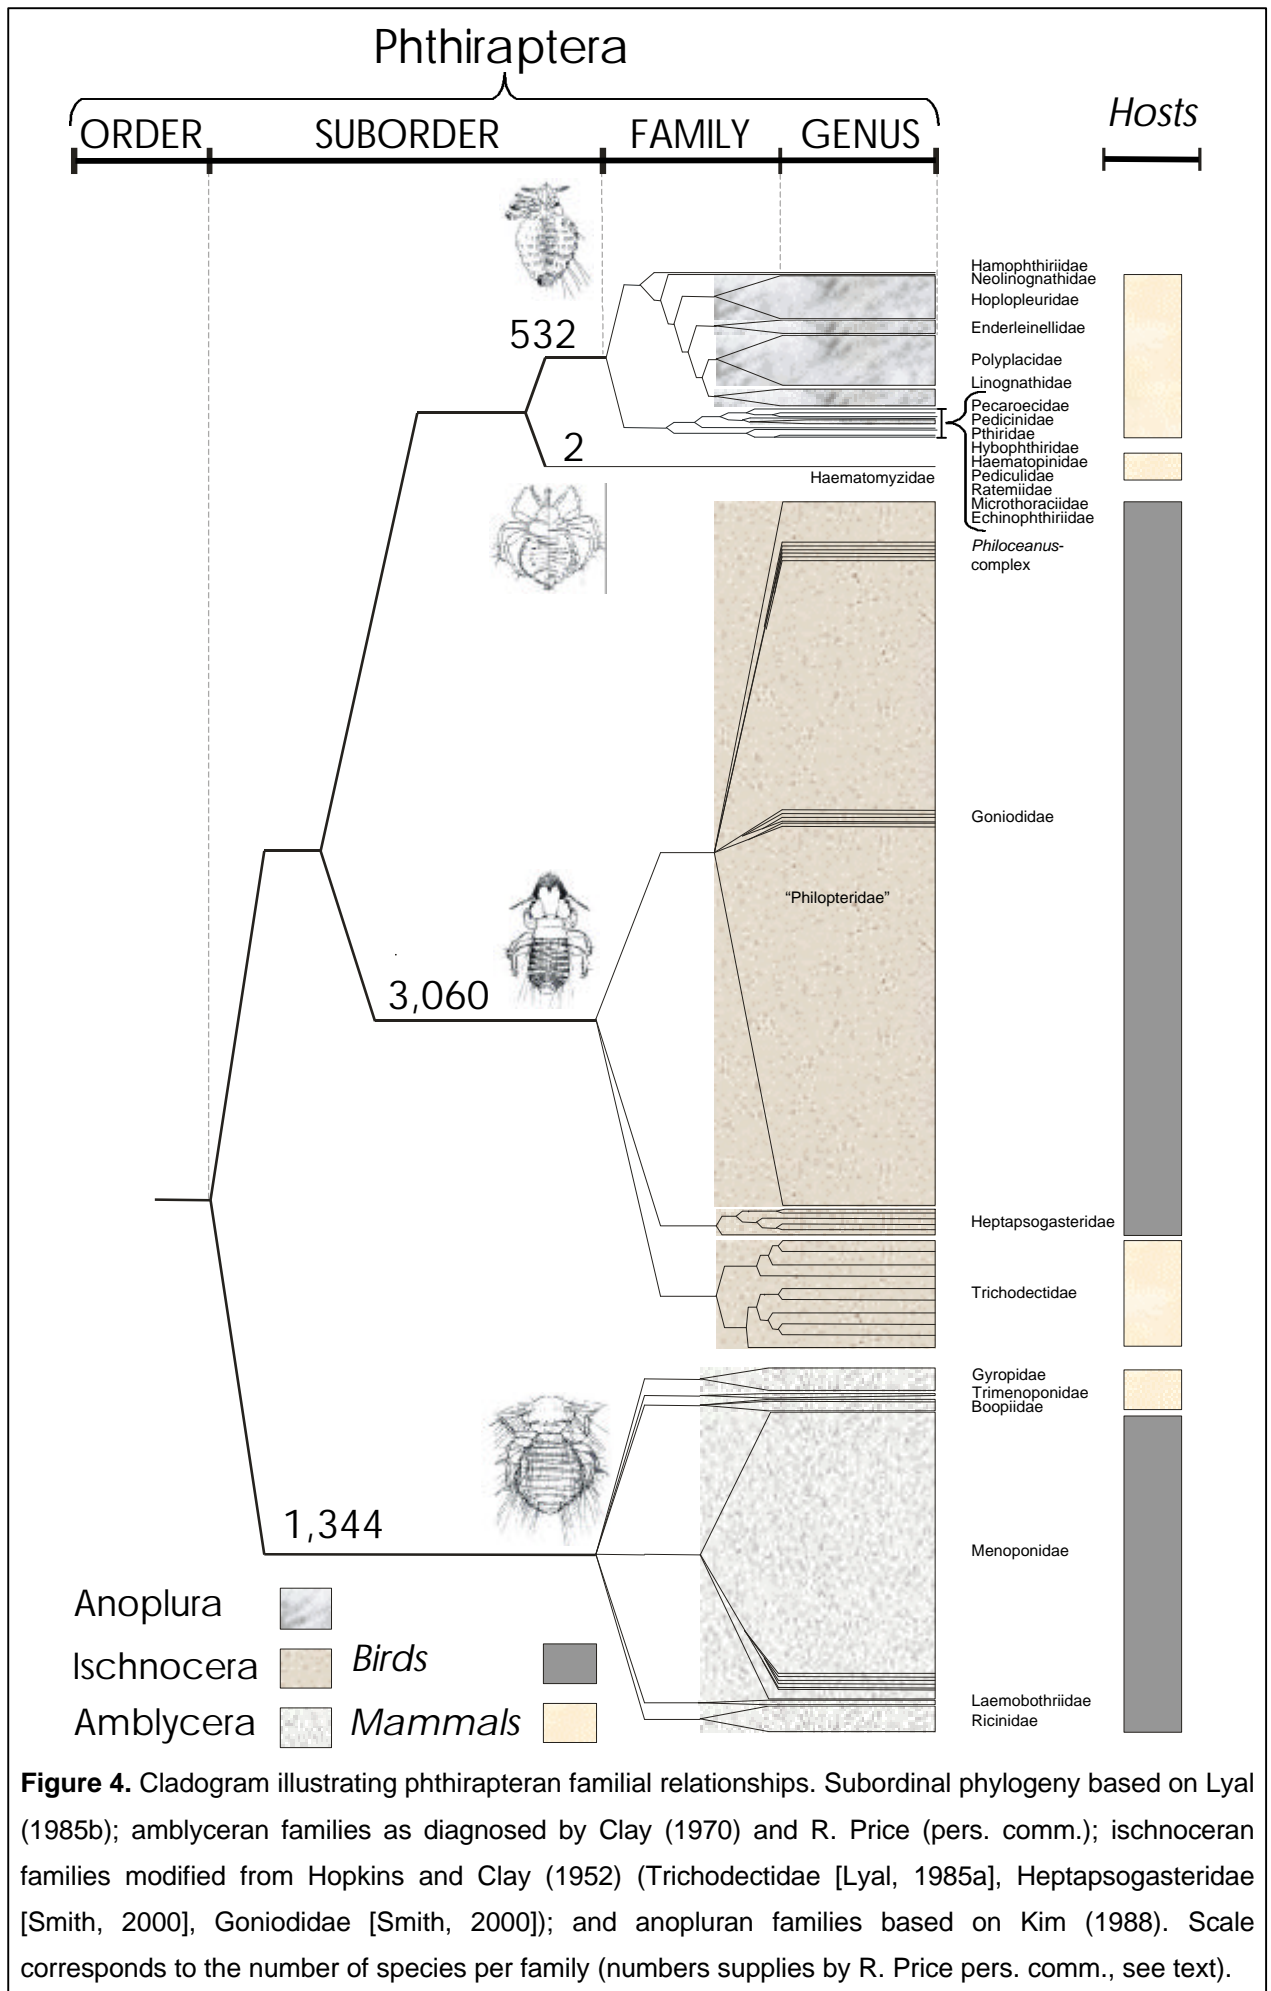 Phthiraptera
ORDER SUBORDER FAMILY GENUS Hosts
Hamophthiriidae
Neolinognathidae
Hoplopleuridae
Enderleinellidae
532
Polyplacidae
Linognathidae
Pecaroecidae
Pedicinidae
Pthiridae
Hybophthiridae
2
Haematopinidae
Haematomyzidae
Pediculidae
Ratemiidae
Microthoraciidae
Echinophthiriidae
Philoceanus-
complex
Goniodidae
“Philopteridae”
3,060
Heptapsogasteridae
Trichodectidae
Gyropidae
Trimenoponidae
Boopiidae
1,344
Menoponidae
Laemobothriidae
Ricinidae
Anoplura
Ischnocera Birds
Amblycera Mammals
Figure 4. Cladogram illustrating phthirapteran familial relationships. Subordinal phylogeny based on Lyal
(1985b); amblyceran families as diagnosed by Clay (1970) and R. Price (pers. comm.); ischnoceran
families modified from Hopkins and Clay (1952) (Trichodectidae [Lyal, 1985a], Heptapsogasteridae
[Smith, 2000], Goniodidae [Smith, 2000]); and anopluran families based on Kim (1988). Scale
corresponds to the number of species per family (numbers supplies by R. Price pers. comm., see text).